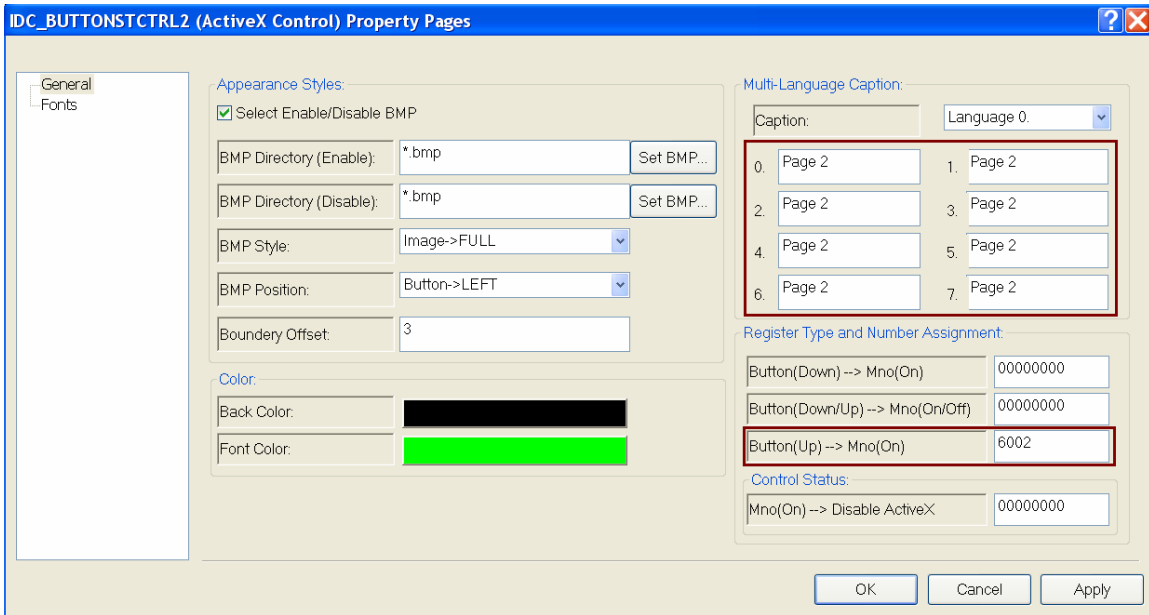 IDC_BUTTONSTCTRL2 (ActiveX Control) Property Pages
General
Fonts
Appearance Styles:
Select Enable/Disable BMP
BMP Directory (Enable): *.bmp Set BMP...
BMP Directory (Disable): *.bmp Set BMP...
BMP Style: Image->FULL
BMP Position: Button->LEFT
Boundery Offset: 3
Color:
Back Color:
Font Color:
Multi-Language Caption:
Caption: Language 0.
0. Page 2 1. Page 2
2. Page 2 3. Page 2
4. Page 2 5. Page 2
6. Page 2 7. Page 2
Register Type and Number Assignment:
Button(Down) --> Mno(On) 00000000
Button(Down/Up) --> Mno(On/Off) 00000000
Button(Up) --> Mno(On) 6002
Control Status:
Mno(On) --> Disable ActiveX 00000000
OK Cancel Apply